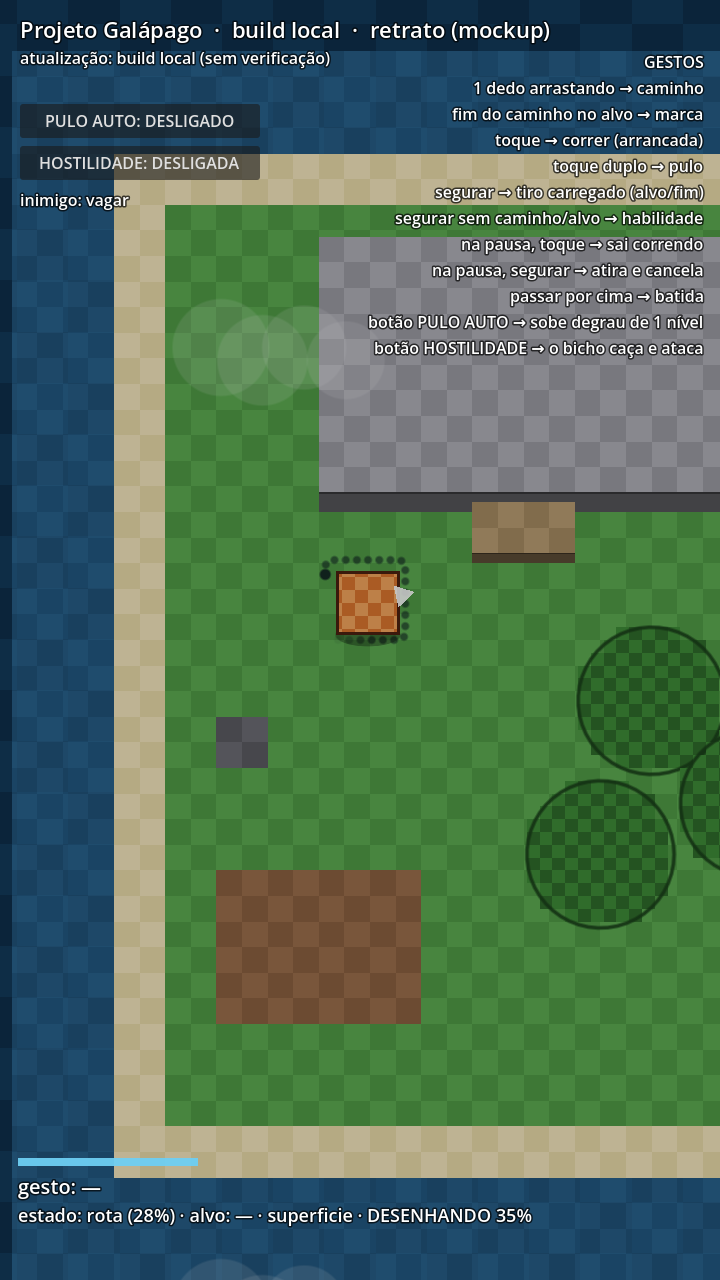 Projeto Galápago · build local · retrato (mockup)
atualização: build local (sem verificação)
PULO AUTO: DESLIGADO
HOSTILIDADE: DESLIGADA
inimigo: vagar
GESTOS
1 dedo arrastando → caminho
fim do caminho no alvo → marca
toque → correr (arrancada)
toque duplo → pulo
segurar → tiro carregado (alvo/fim)
segurar sem caminho/alvo → habilidade
na pausa, toque → sai correndo
na pausa, segurar → atira e cancela
passar por cima → batida
botão PULO AUTO → sobe degrau de 1 nível
botão HOSTILIDADE → o bicho caça e ataca
gesto: —
estado: rota (28%) · alvo: — · superficie · DESENHANDO 35%